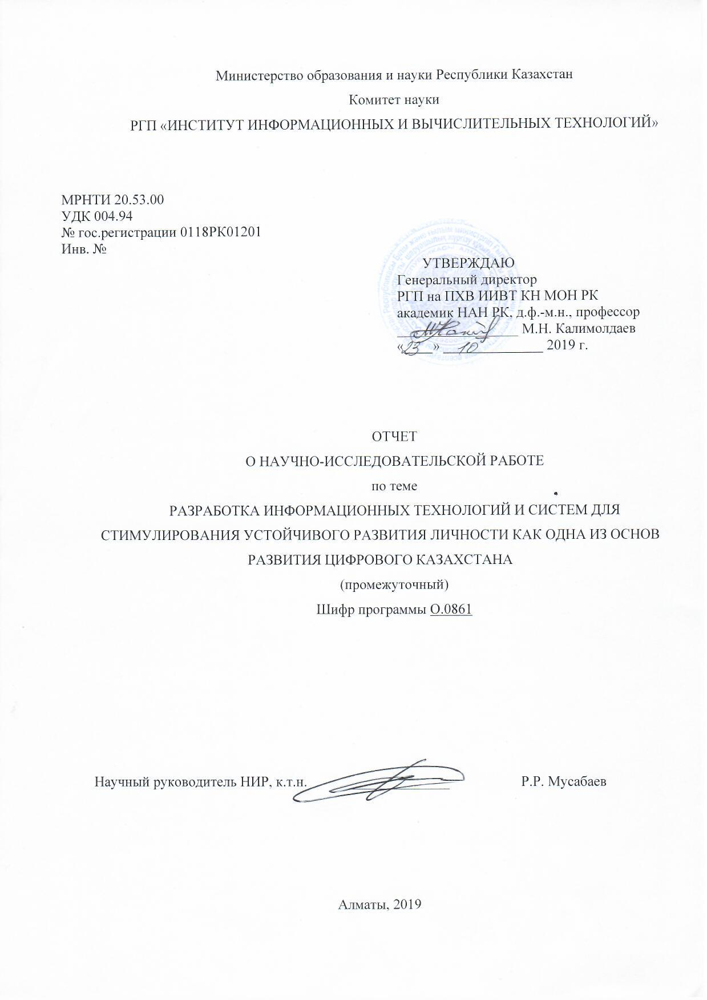 Министерство образования и науки Республики Казахстан
Комитет науки
РГП «ИНСТИТУТ ИНФОРМАЦИОННЫХ И ВЫЧИСЛИТЕЛЬНЫХ ТЕХНОЛОГИЙ»
МРНТИ 20.53.00
УДК 004.94
№ гос.регистрации 0118РК01201
Инв. №
УТВЕРЖДАЮ
Генеральный директор
РГП на ПХВ ИИВТ КН МОН РК
академик НАН РК, д.ф.-м.н., профессор
М.Н. Калимолдаев
«23» 10 2019 г.
ОТЧЕТ
О НАУЧНО-ИССЛЕДОВАТЕЛЬСКОЙ РАБОТЕ
по теме
РАЗРАБОТКА ИНФОРМАЦИОННЫХ ТЕХНОЛОГИЙ И СИСТЕМ ДЛЯ
СТИМУЛИРОВАНИЯ УСТОЙЧИВОГО РАЗВИТИЯ ЛИЧНОСТИ КАК ОДНА ИЗ ОСНОВ
РАЗВИТИЯ ЦИФРОВОГО КАЗАХСТАНА
(промежуточный)
Шифр программы О.0861
Научный руководитель НИР, к.т.н. Р.Р. Мусабаев
Алматы, 2019